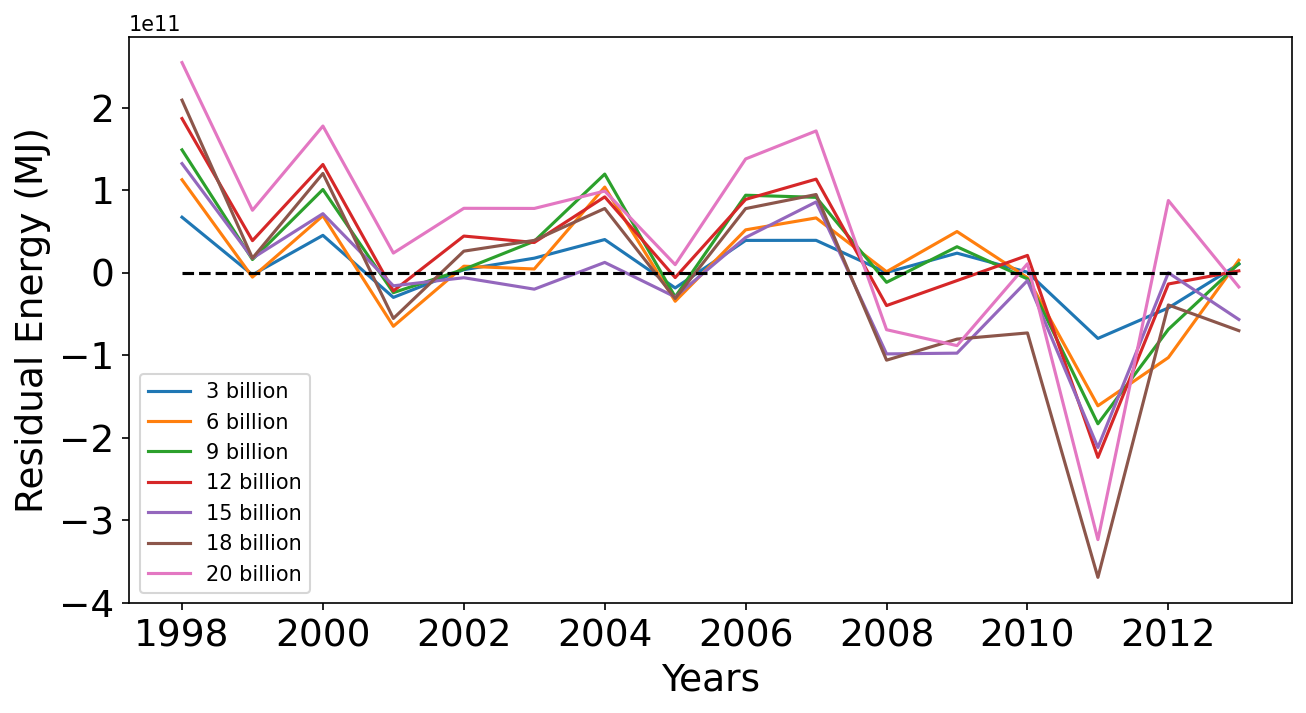 1e11
2
1
0
−1
−2
−3
−4
Residual Energy (MJ)
3 billion
6 billion
9 billion
12 billion
15 billion
18 billion
20 billion
1998 2000 2002 2004 2006 2008 2010 2012
Years